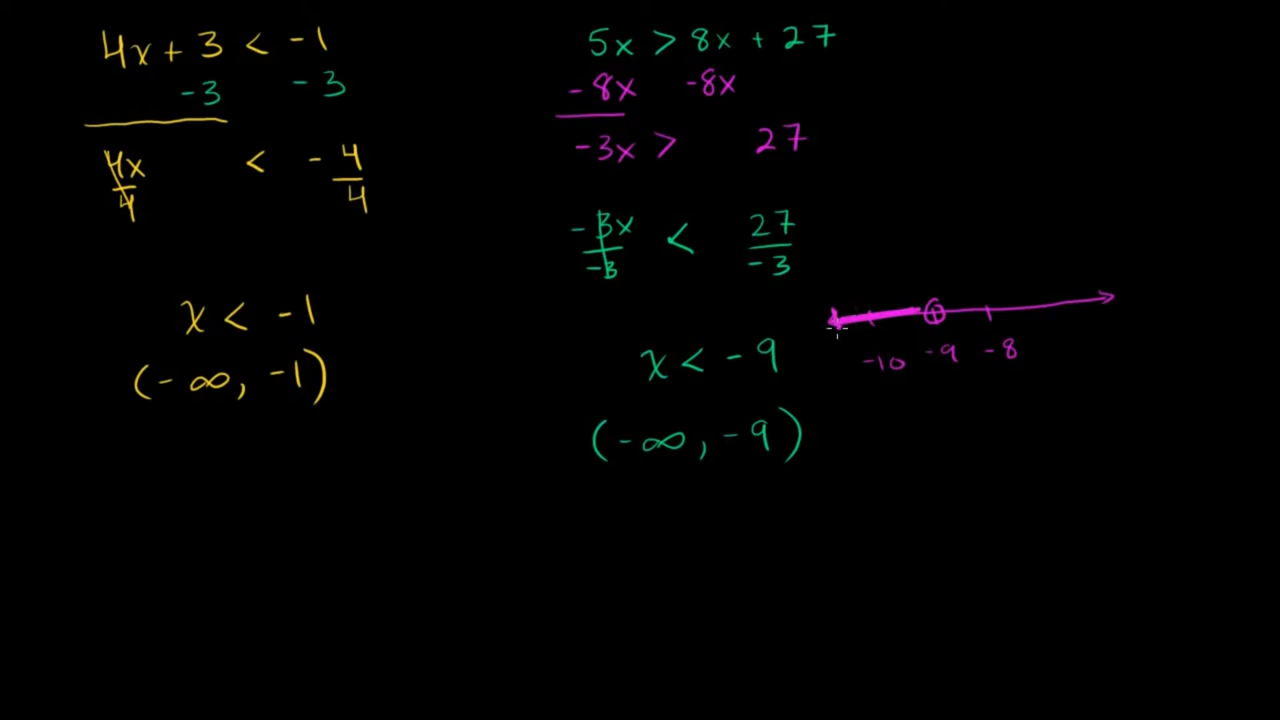 4x + 3 < -1
-3 -3
4x/4 < -4/4
x < -1
(-∞, -1)
5x > 8x + 27
-8x -8x
-3x > 27
-3x/-3 < 27/-3
x < -9
(-∞, -9)
-10 -9 -8